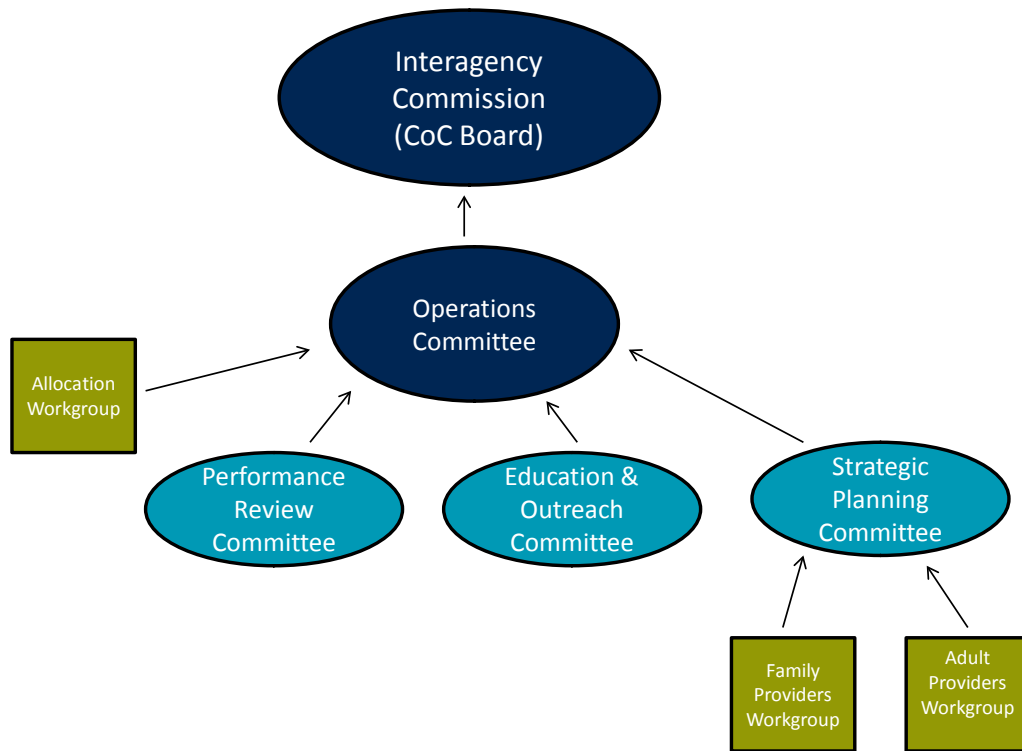 Interagency
Commission
(CoC Board)
Operations
Committee
Allocation
Workgroup
Performance
Review
Committee
Education &
Outreach
Committee
Strategic
Planning
Committee
Family
Providers
Workgroup
Adult
Providers
Workgroup